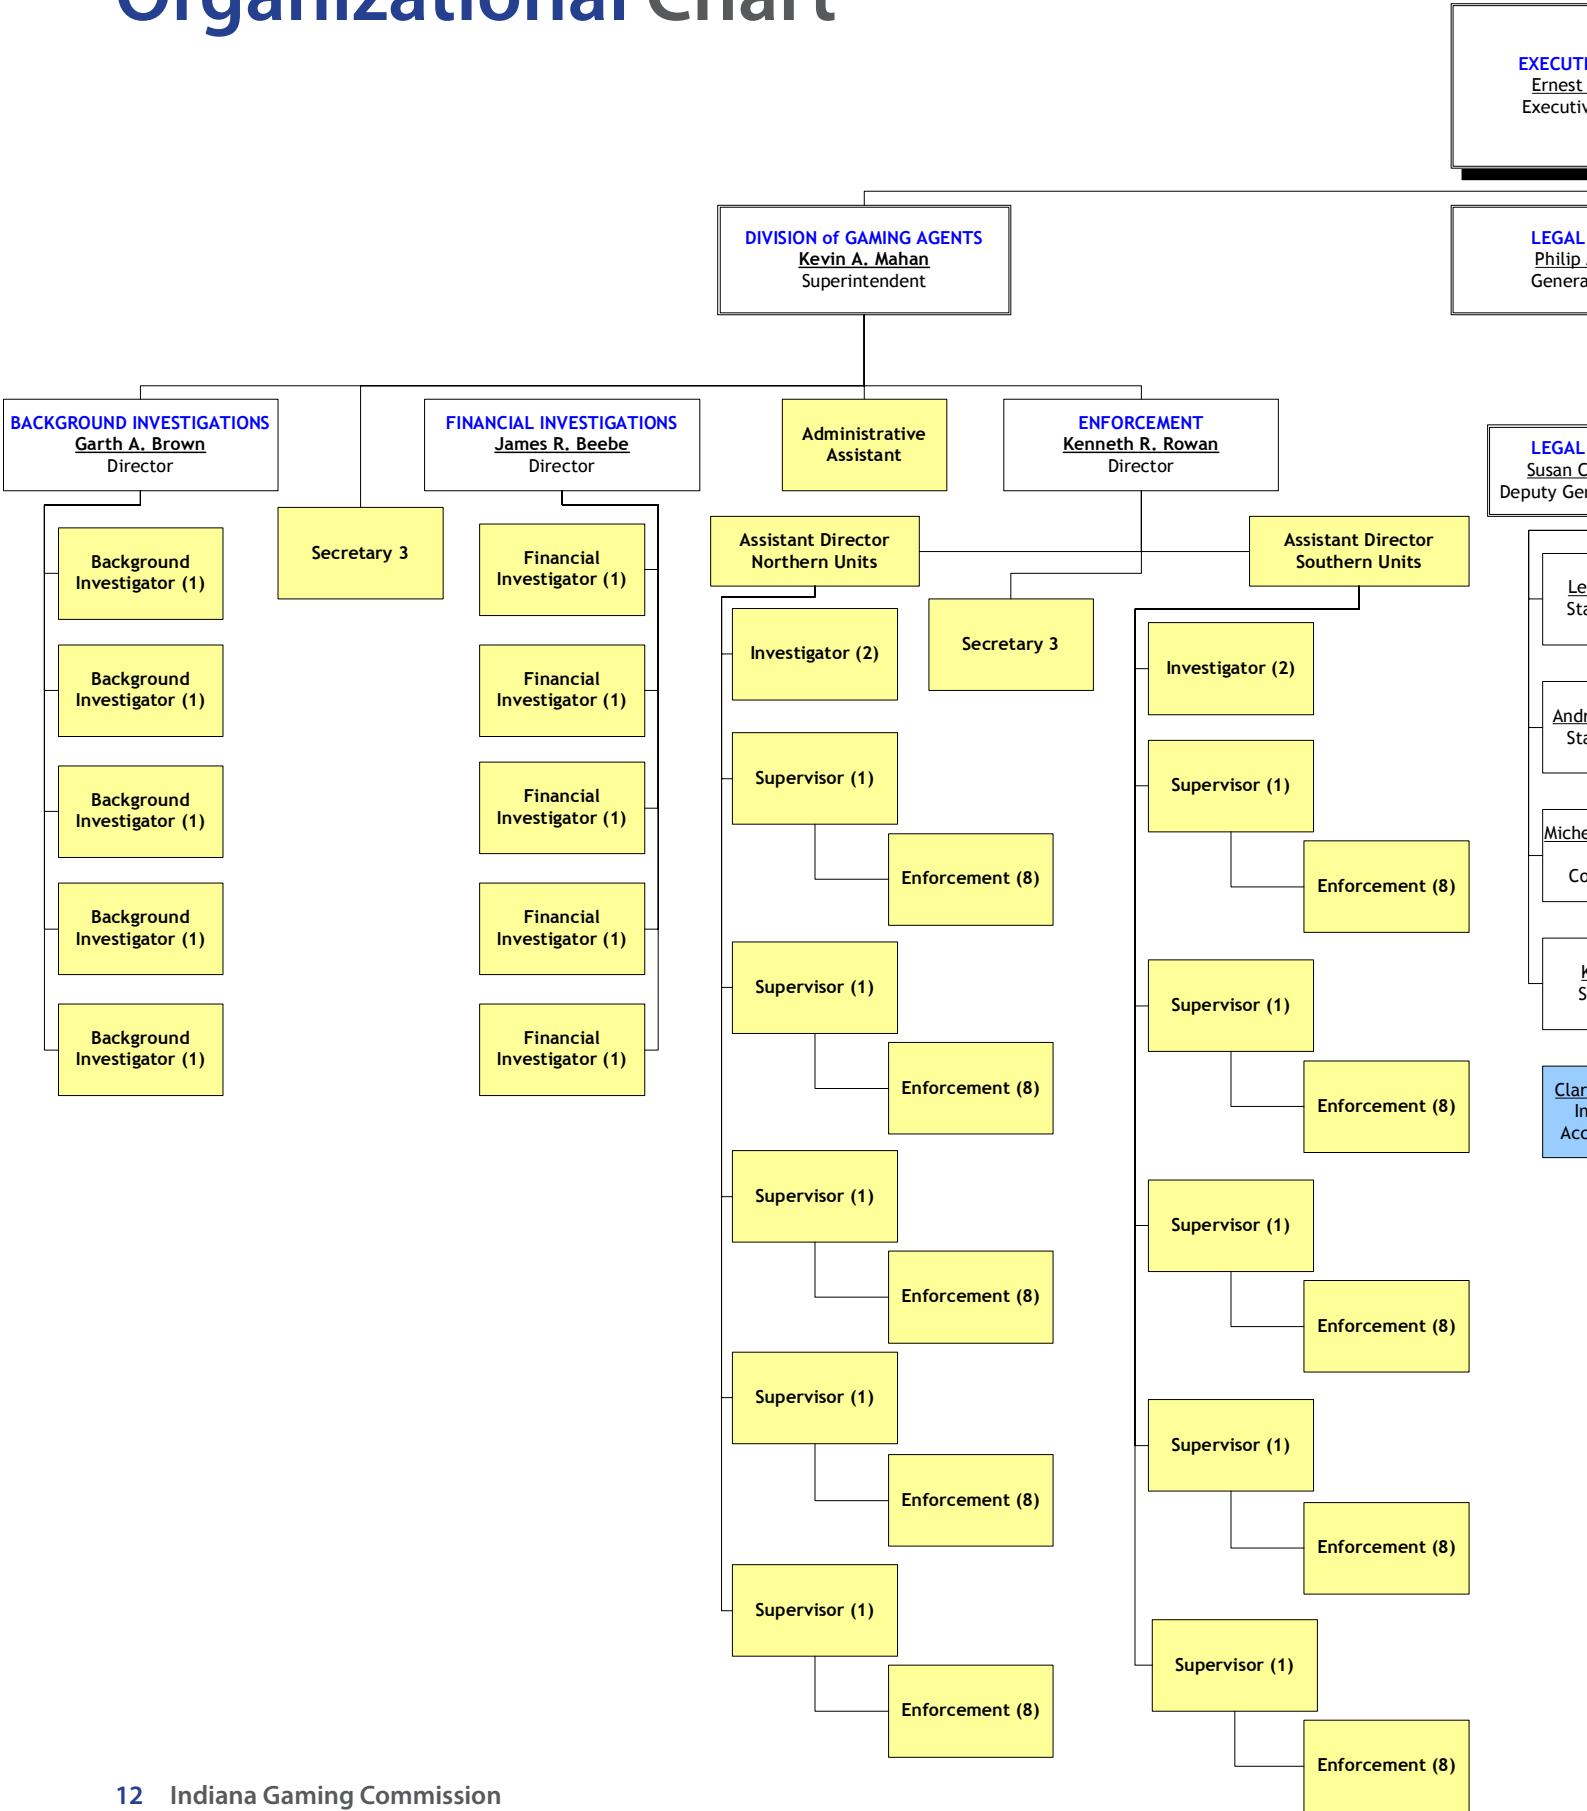 Organizational Chart
Ernest
DIVISION of GAMING AGENTS
Kevin A. Mahan
Superintendent
LEGAL
Philip
BACKGROUND INVESTIGATIONS
Garth A. Brown
Director
FINANCIAL INVESTIGATIONS
James R. Beebe
Director
Administrative
Assistant
ENFORCEMENT
Kenneth R. Rowan
Director
LEGAL
Susan C
Deputy
Background
Investigator (1)
Background
Investigator (1)
Background
Investigator (1)
Background
Investigator (1)
Background
Investigator (1)
Secretary 3
Financial
Investigator (1)
Financial
Investigator (1)
Financial
Investigator (1)
Financial
Investigator (1)
Financial
Investigator (1)
Assistant Director
Northern Units
Assistant Director
Southern Units
Secretary 3
Investigator (2)
Supervisor (1)
Enforcement (8)
Supervisor (1)
Enforcement (8)
Supervisor (1)
Enforcement (8)
Supervisor (1)
Enforcement (8)
Supervisor (1)
Enforcement (8)
Investigator (2)
Supervisor (1)
Enforcement (8)
Supervisor (1)
Enforcement (8)
Supervisor (1)
Enforcement (8)
Supervisor (1)
Enforcement (8)
Supervisor (1)
Enforcement (8)
12 Indiana Gaming Commission